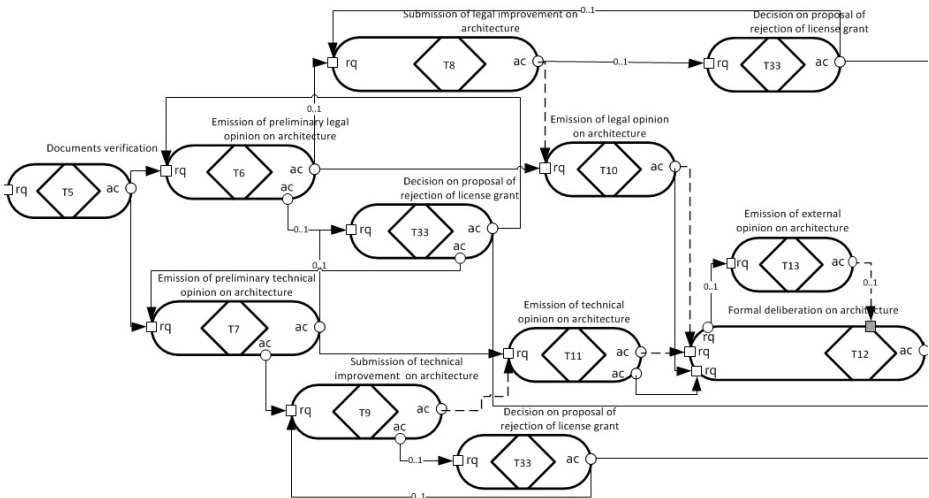 Submission of legal improvement on
architecture
0..1
Decision on proposal of
rejection of license grant
rq
T8
ac
0..1
rq
T33
ac
0..1
Emission of preliminary legal
opinion on architecture
Emission of legal opinion
on architecture
Documents verification
rq
T5
ac
rq
T6
ac
ac
rq
T10
ac
Decision on proposal of
rejection of license grant
0..1
rq
T33
ac
ac
0..1
Emission of external
opinion on architecture
rq
T13
ac
0..1
0..1
Emission of preliminary technical
opinion on architecture
rq
T7
ac
ac
Emission of technical
opinion on architecture
rq
T11
ac
ac
Formal deliberation on architecture
rq
rq
rq
T12
ac
Submission of technical
improvement on architecture
rq
T9
ac
ac
Decision on proposal of
rejection of license grant
0..1
rq
T33
ac
0..1